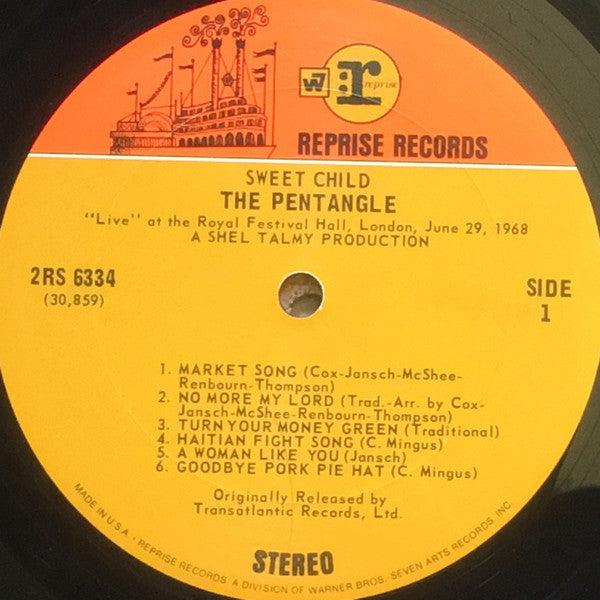 W7 r reprise
REPRISE RECORDS
SWEET CHILD
THE PENTANGLE
"Live" at the Royal Festival Hall, London, June 29, 1968
A SHEL TALMY PRODUCTION
2RS 6334
(30,859)
SIDE
1
1. MARKET SONG (Cox-Jansch-McShee-
Renbourn-Thompson)
2. NO MORE MY LORD (Trad.-Arr. by Cox-
Jansch-McShee-Renbourn-Thompson)
3. TURN YOUR MONEY GREEN (Traditional)
4. HAITIAN FIGHT SONG (C. Mingus)
5. A WOMAN LIKE YOU (Jansch)
6. GOODBYE PORK PIE HAT (C. Mingus)
Originally Released by
Transatlantic Records, Ltd.
STEREO
MADE IN U.S.A. • REPRISE RECORDS A DIVISION OF WARNER BROS.-SEVEN ARTS RECORDS, INC.